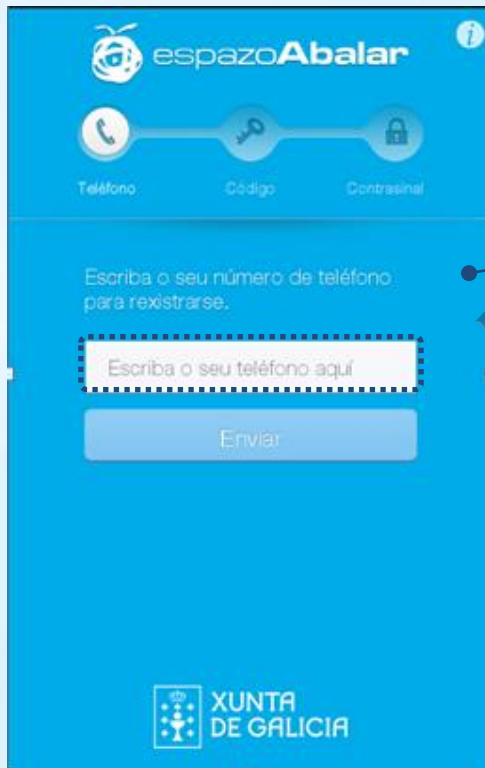 espazoAbalar
i
Teléfono Código Contrasinal
Escriba o seu número de teléfono
para rexistrarse.
Escriba o seu teléfono aquí
Enviar
XUNTA
DE GALICIA